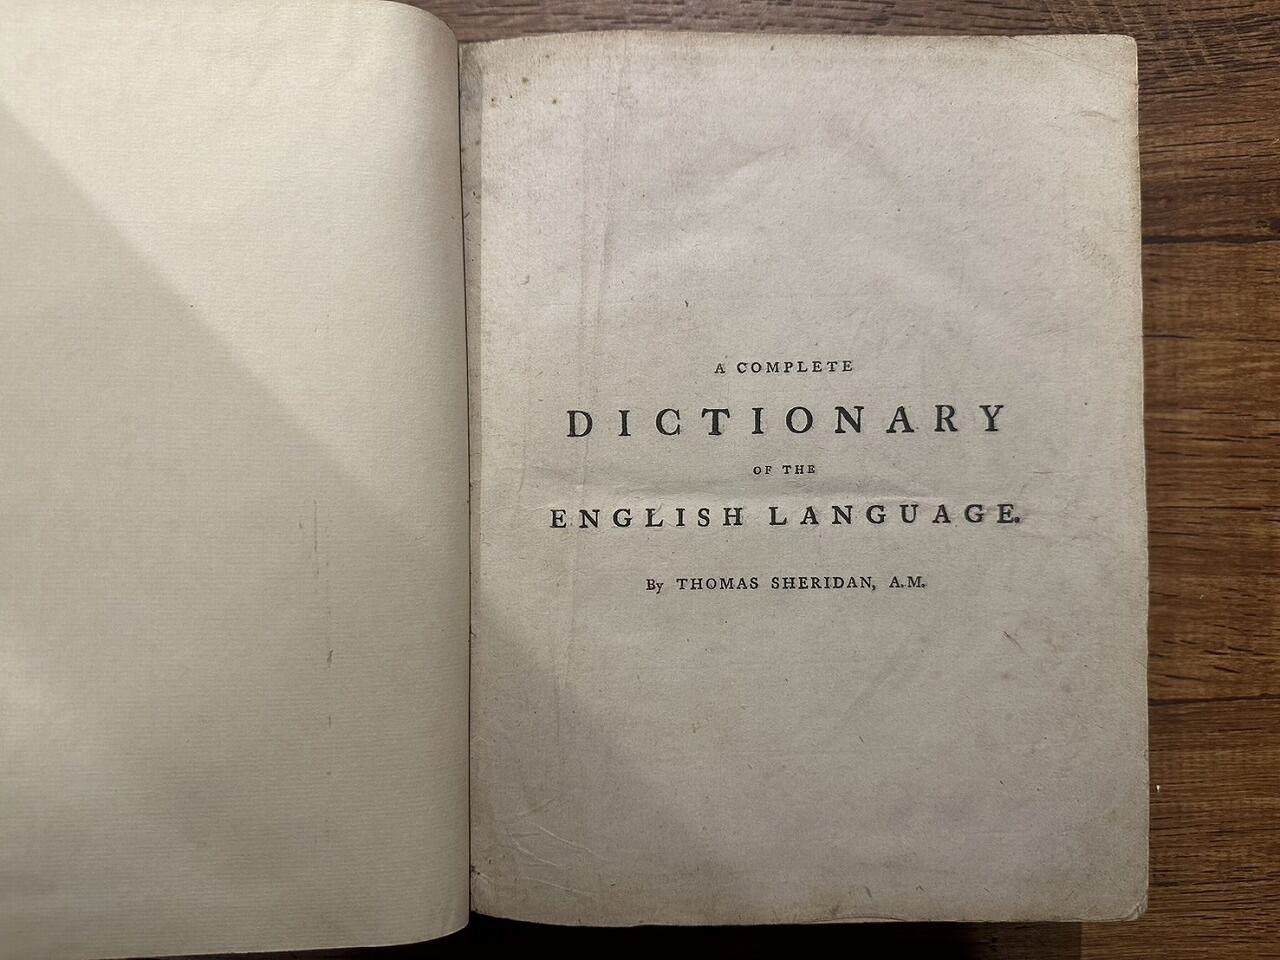 A COMPLETE
DICTIONARY
OF THE
ENGLISH LANGUAGE.
By THOMAS SHERIDAN, A.M.